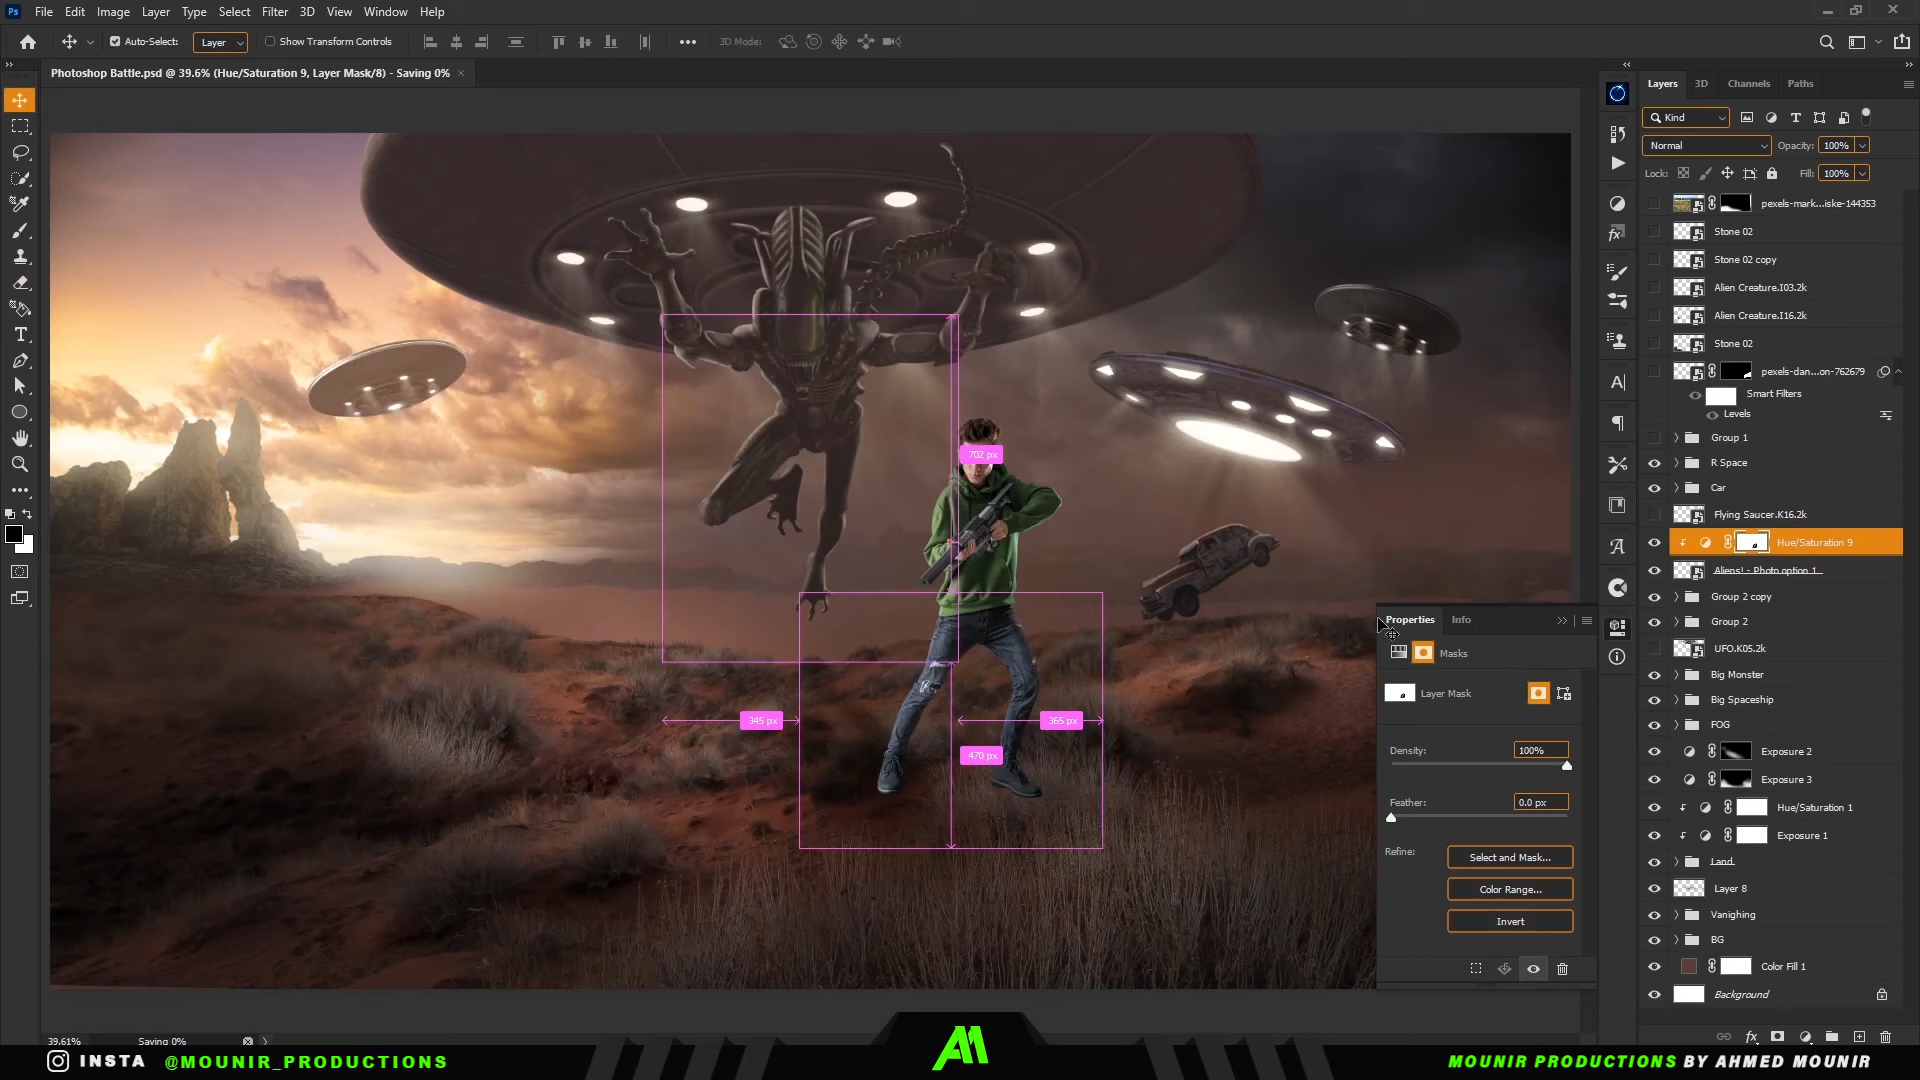 Ps File Edit Image Layer Type Select Filter 3D View Window Help
Auto-Select: Layer Show Transform Controls 3D Mode:
Photoshop Battle.psd @ 39.6% (Hue/Saturation 9, Layer Mask/8) - Saving 0% ×
Layers 3D Channels Paths
Kind
Normal Opacity: 100%
Lock: Fill: 100%
pexels-mark...iske-144353
Stone 02
Stone 02 copy
Alien Creature.I03.2k
Alien Creature.I16.2k
Stone 02
pexels-dan...on-762679
Smart Filters
Levels
Group 1
R Space
Car
Flying Saucer.K16.2k
Hue/Saturation 9
Aliens! - Photo option 1
Group 2 copy
Group 2
UFO.K05.2k
Big Monster
Big Spaceship
FOG
Exposure 2
Exposure 3
Hue/Saturation 1
Exposure 1
Land
Layer 8
Vanighing
BG
Color Fill 1
Background
702 px
345 px
365 px
470 px
Properties Info
Masks
Layer Mask
Density: 100%
Feather: 0.0 px
Refine: Select and Mask...
Color Range...
Invert
39.61% Saving 0%
INSTA @MOUNIR_PRODUCTIONS
AM
MOUNIR PRODUCTIONS BY AHMED MOUNIR